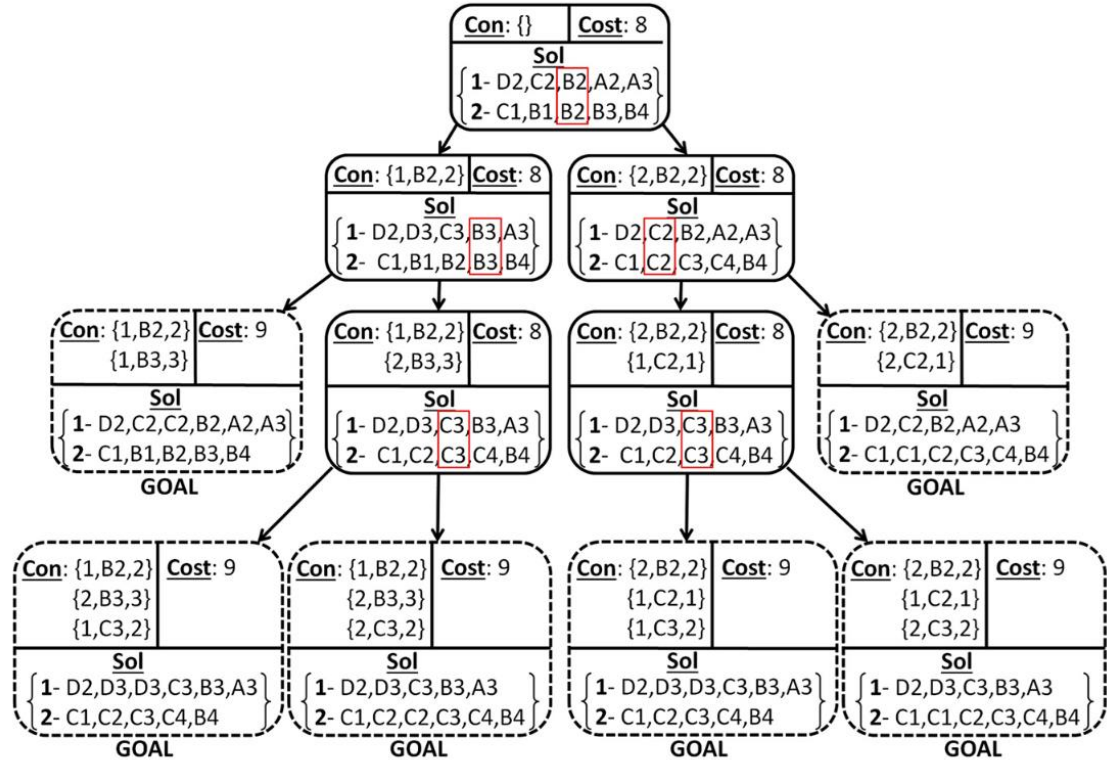 Con: {} Cost: 8
Sol
1- D2,C2,B2,A2,A3
2- C1,B1,B2,B3,B4
Con: {1,B2,2} Cost: 8
Sol
1- D2,D3,C3,B3,A3
2- C1,B1,B2,B3,B4
Con: {2,B2,2} Cost: 8
Sol
1- D2,C2,B2,A2,A3
2- C1,C2,C3,C4,B4
Con: {1,B2,2} Cost: 9
{1,B3,3}
Sol
1- D2,C2,C2,B2,A2,A3
2- C1,B1,B2,B3,B4
GOAL
Con: {1,B2,2} Cost: 8
{2,B3,3}
Sol
1- D2,D3,C3,B3,A3
2- C1,C2,C3,C4,B4
Con: {2,B2,2} Cost: 8
{1,C2,1}
Sol
1- D2,D3,C3,B3,A3
2- C1,C2,C3,C4,B4
Con: {2,B2,2} Cost: 9
{2,C2,1}
Sol
1- D2,C2,B2,A2,A3
2- C1,C1,C2,C3,C4,B4
GOAL
Con: {1,B2,2} Cost: 9
{2,B3,3}
{1,C3,2}
Sol
1- D2,D3,D3,C3,B3,A3
2- C1,C2,C3,C4,B4
GOAL
Con: {1,B2,2} Cost: 9
{2,B3,3}
{2,C3,2}
Sol
1- D2,D3,C3,B3,A3
2- C1,C2,C2,C3,C4,B4
GOAL
Con: {2,B2,2} Cost: 9
{1,C2,1}
{1,C3,2}
Sol
1- D2,D3,D3,C3,B3,A3
2- C1,C2,C3,C4,B4
GOAL
Con: {2,B2,2} Cost: 9
{1,C2,1}
{2,C3,2}
Sol
1- D2,D3,C3,B3,A3
2- C1,C1,C2,C3,C4,B4
GOAL